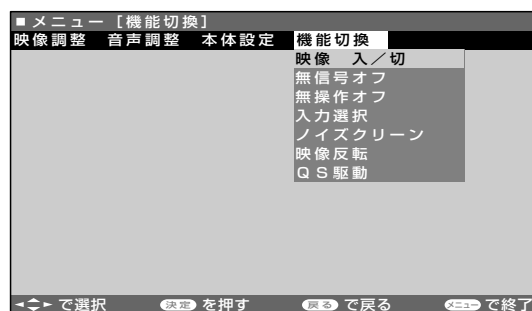 ■メニュー [機能切換]
映像調整 音声調整 本体設定 機能切換
映像 入／切
無信号オフ
無操作オフ
入力選択
ノイズクリーン
映像反転
QS駆動
で選択 決定 を押す 戻る で戻る メニュー で終了